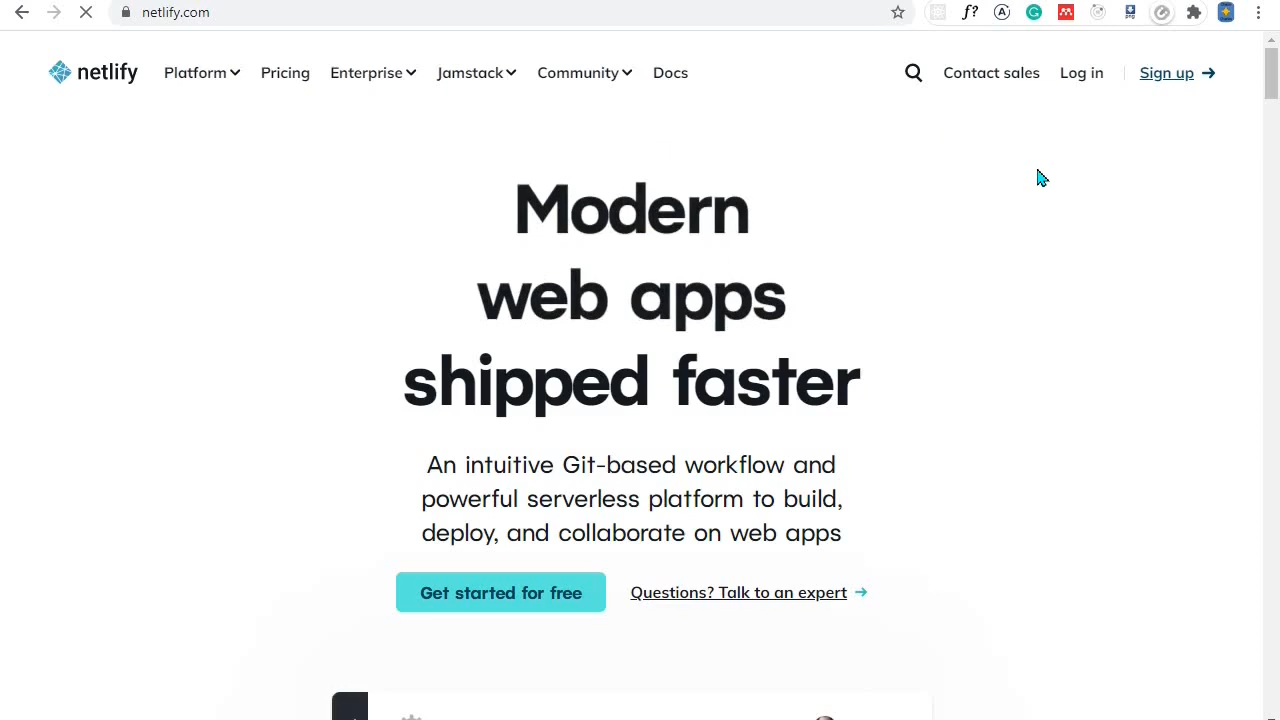 netlify.com
f?
A
png
netlify
Platform
Pricing
Enterprise
Jamstack
Community
Docs
Contact sales
Log in
Sign up
Modern
web apps
shipped faster
An intuitive Git-based workflow and
powerful serverless platform to build,
deploy, and collaborate on web apps
Get started for free
Questions? Talk to an expert